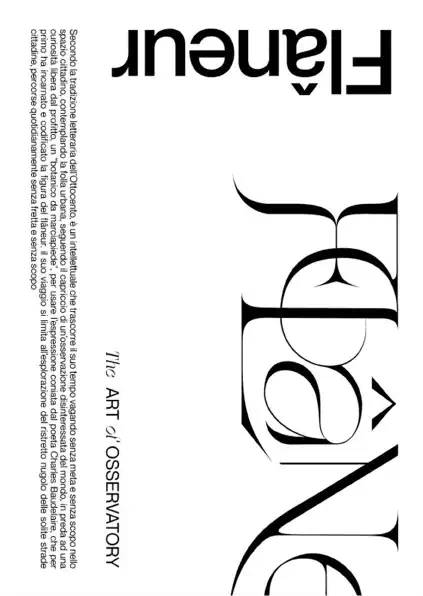 Flâneur
The ART of OSSERVATORY
Secondo la tradizione letteraria dell'Ottocento, è un intellettuale che trascorre il suo tempo vagando senza meta e senza scopo nello
spazio cittadino, contemplando la folla urbana, seguendo il capriccio di un'osservazione disinteressata del mondo, in preda ad una
curiosità libera dal profitto, un "botanico da marciapiede", per usare l'espressione coniata dal poeta Charles Baudelaire, che per
primo ha incarnato e codificato la figura del flâneur, il suo viaggio si limita all'esplorazione del ristretto nugolo delle solite strade
cittadine, percorse quotidianamente senza fretta e senza scopo